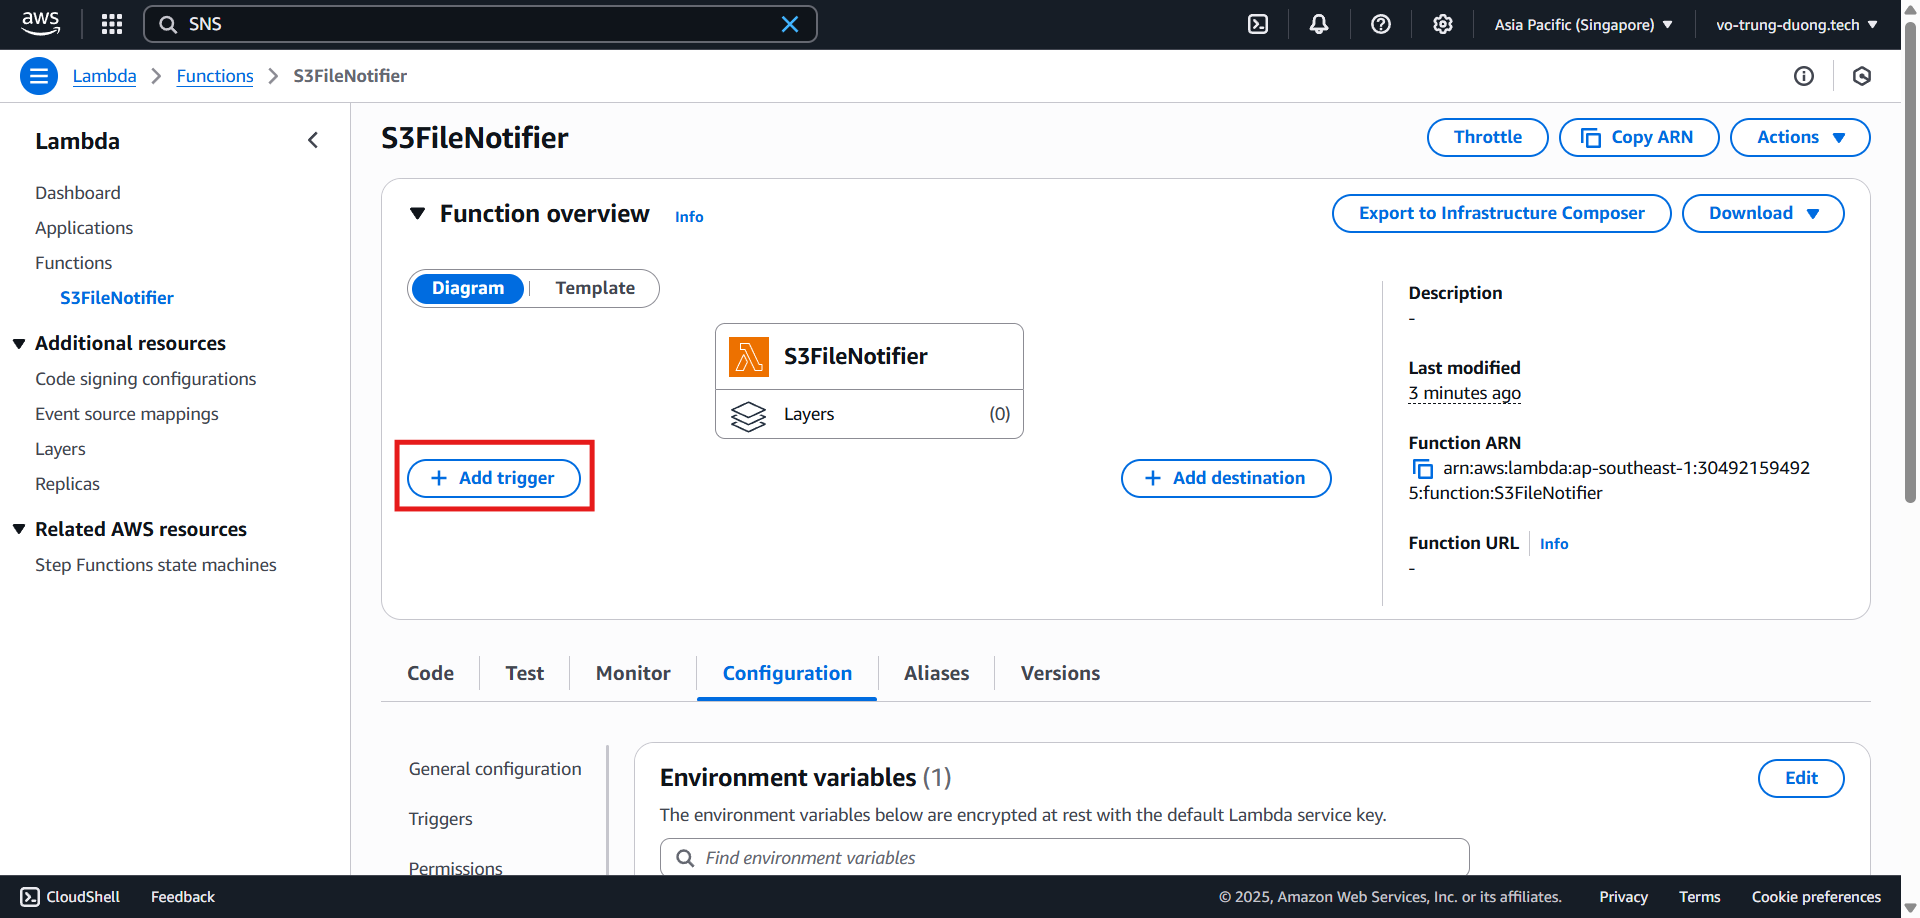 aws
SNS
Asia Pacific (Singapore)
vo-trung-duong.tech
Lambda
Functions
S3FileNotifier
Lambda
Dashboard
Applications
Functions
S3FileNotifier
Additional resources
Code signing configurations
Event source mappings
Layers
Replicas
Related AWS resources
Step Functions state machines
S3FileNotifier
Throttle
Copy ARN
Actions
Function overview
Info
Export to Infrastructure Composer
Download
Diagram
Template
S3FileNotifier
Layers
(0)
Add trigger
Add destination
Description
-
Last modified
3 minutes ago
Function ARN
arn:aws:lambda:ap-southeast-1:30492159492
5:function:S3FileNotifier
Function URL
Info
-
Code
Test
Monitor
Configuration
Aliases
Versions
General configuration
Triggers
Permissions
Environment variables (1)
Edit
The environment variables below are encrypted at rest with the default Lambda service key.
Find environment variables
CloudShell
Feedback
© 2025, Amazon Web Services, Inc. or its affiliates.
Privacy
Terms
Cookie preferences